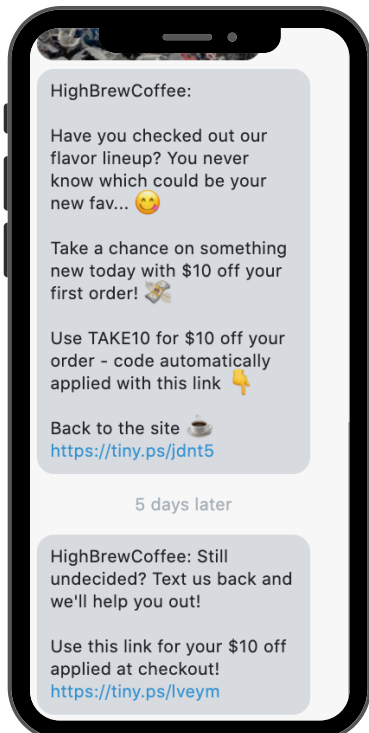 HighBrewCoffee:
Have you checked out our
flavor lineup? You never
know which could be your
new fav... 😋
Take a chance on something
new today with $10 off your
first order! 💸
Use TAKE10 for $10 off your
order - code automatically
applied with this link 👇
Back to the site ☕
https://tiny.ps/jdnt5
5 days later
HighBrewCoffee: Still
undecided? Text us back and
we'll help you out!
Use this link for your $10 off
applied at checkout!
https://tiny.ps/lveym